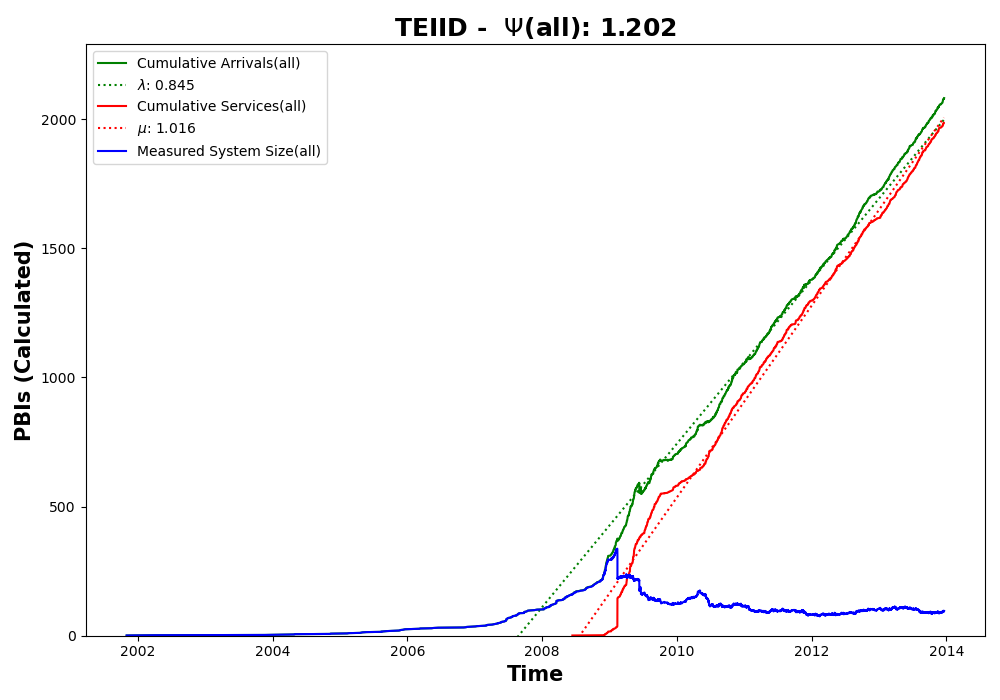 TEIID - Ψ(all): 1.202
Cumulative Arrivals(all)
λ: 0.845
Cumulative Services(all)
μ: 1.016
Measured System Size(all)
PBIs (Calculated)
2000
1500
1000
500
0
2002 2004 2006 2008 2010 2012 2014
Time